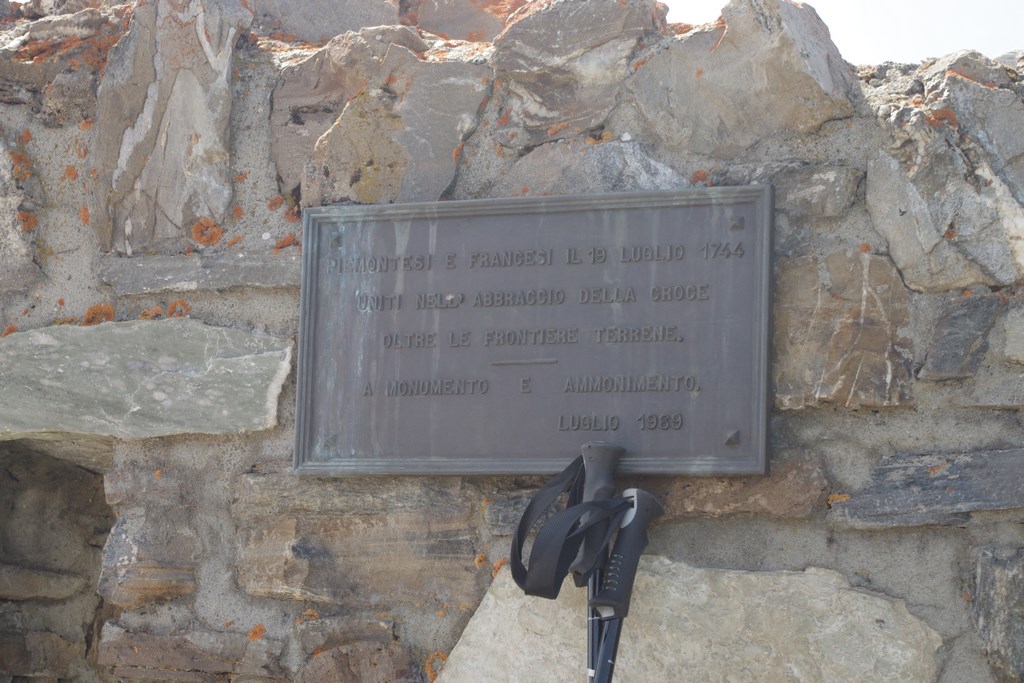 PIEMONTESI E FRANCESI IL 19 LUGLIO 1744
UNITI NELL' ABBRACCIO DELLA CROCE
OLTRE LE FRONTIERE TERRENE.
A MONUMENTO E AMMONIMENTO.
LUGLIO 1969